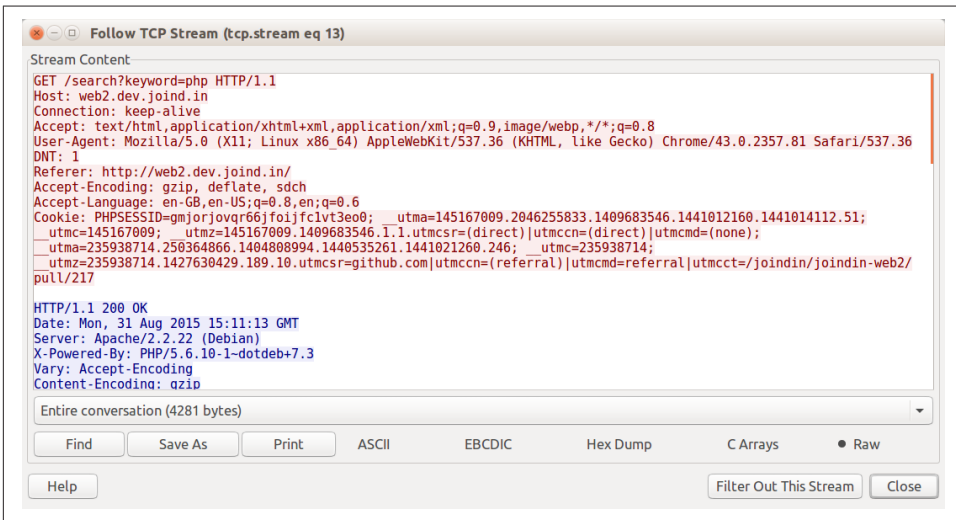 Follow TCP Stream (tcp.stream eq 13)
Stream Content
GET /search?keyword=php HTTP/1.1
Host: web2.dev.joind.in
Connection: keep-alive
Accept: text/html,application/xhtml+xml,application/xml;q=0.9,image/webp,*/*;q=0.8
User-Agent: Mozilla/5.0 (X11; Linux x86_64) AppleWebKit/537.36 (KHTML, like Gecko) Chrome/43.0.2357.81 Safari/537.36
DNT: 1
Referer: http://web2.dev.joind.in/
Accept-Encoding: gzip, deflate, sdch
Accept-Language: en-GB,en-US;q=0.8,en;q=0.6
Cookie: PHPSESSID=gmjorjovqr66jfoijfc1vt3eo0; __utma=145167009.2046255833.1409683546.1441012160.1441014112.51;
__utmc=145167009; __utmz=145167009.1409683546.1.1.utmcsr=(direct)|utmccn=(direct)|utmcmd=(none);
__utma=235938714.250364866.1404808994.1440535261.1441021260.246; __utmc=235938714;
__utmz=235938714.1427630429.189.10.utmcsr=github.com|utmccn=(referral)|utmcmd=referral|utmcct=/joindin/joindin-web2/
pull/217
HTTP/1.1 200 OK
Date: Mon, 31 Aug 2015 15:11:13 GMT
Server: Apache/2.2.22 (Debian)
X-Powered-By: PHP/5.6.10-1~dotdeb+7.3
Vary: Accept-Encoding
Content-Encoding: gzip
Entire conversation (4281 bytes)
Find Save As Print ASCII EBCDIC Hex Dump C Arrays Raw
Help Filter Out This Stream Close